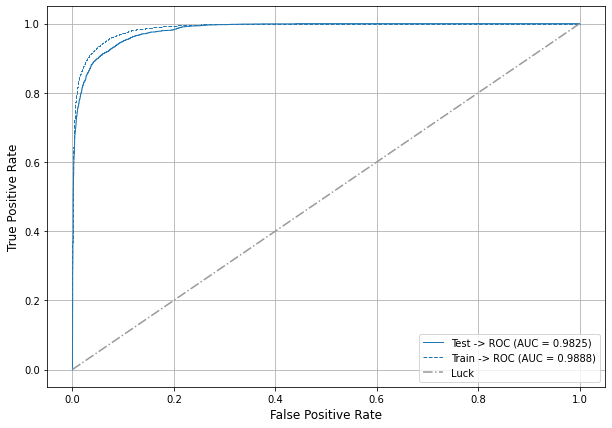 1.0
0.8
0.6
0.4
0.2
0.0
True Positive Rate
0.0 0.2 0.4 0.6 0.8 1.0
False Positive Rate
Test -> ROC (AUC = 0.9825)
Train -> ROC (AUC = 0.9888)
Luck